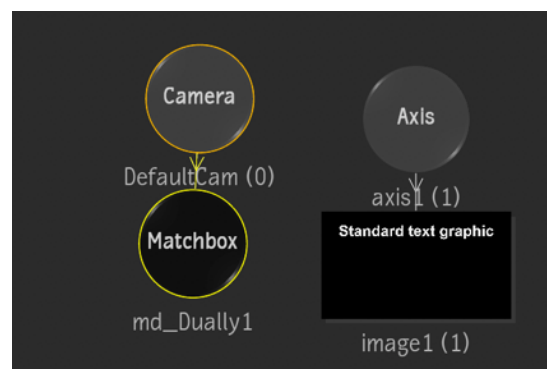 Camera
DefaultCam (0)
Matchbox
md_Dually1
Axis
axis1 (1)
Standard text graphic
image1 (1)